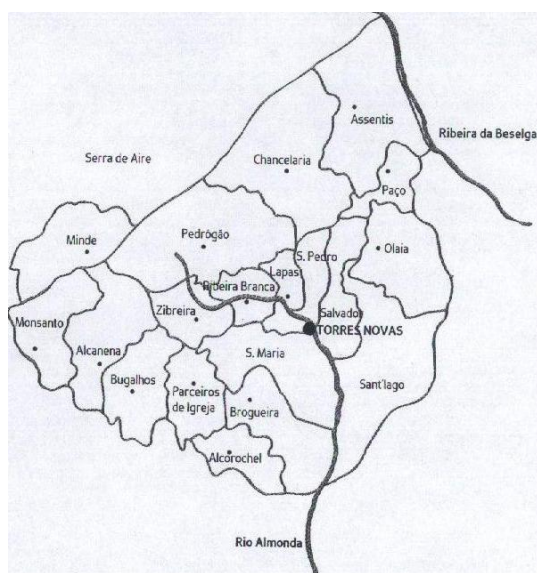 Assentis
Ribeira da Beselga
Serra de Aire
Chancelaria
Paço
Minde
Pedrógão
S. Pedro
Olaia
Lapas
Ribeira Branca
Monsanto
Zibreira
Salvador
TORRES NOVAS
Alcanena
S. Maria
Sant'Iago
Bugalhos
Parceiros
de Igreja
Brogueira
Alcorochel
Rio Almonda